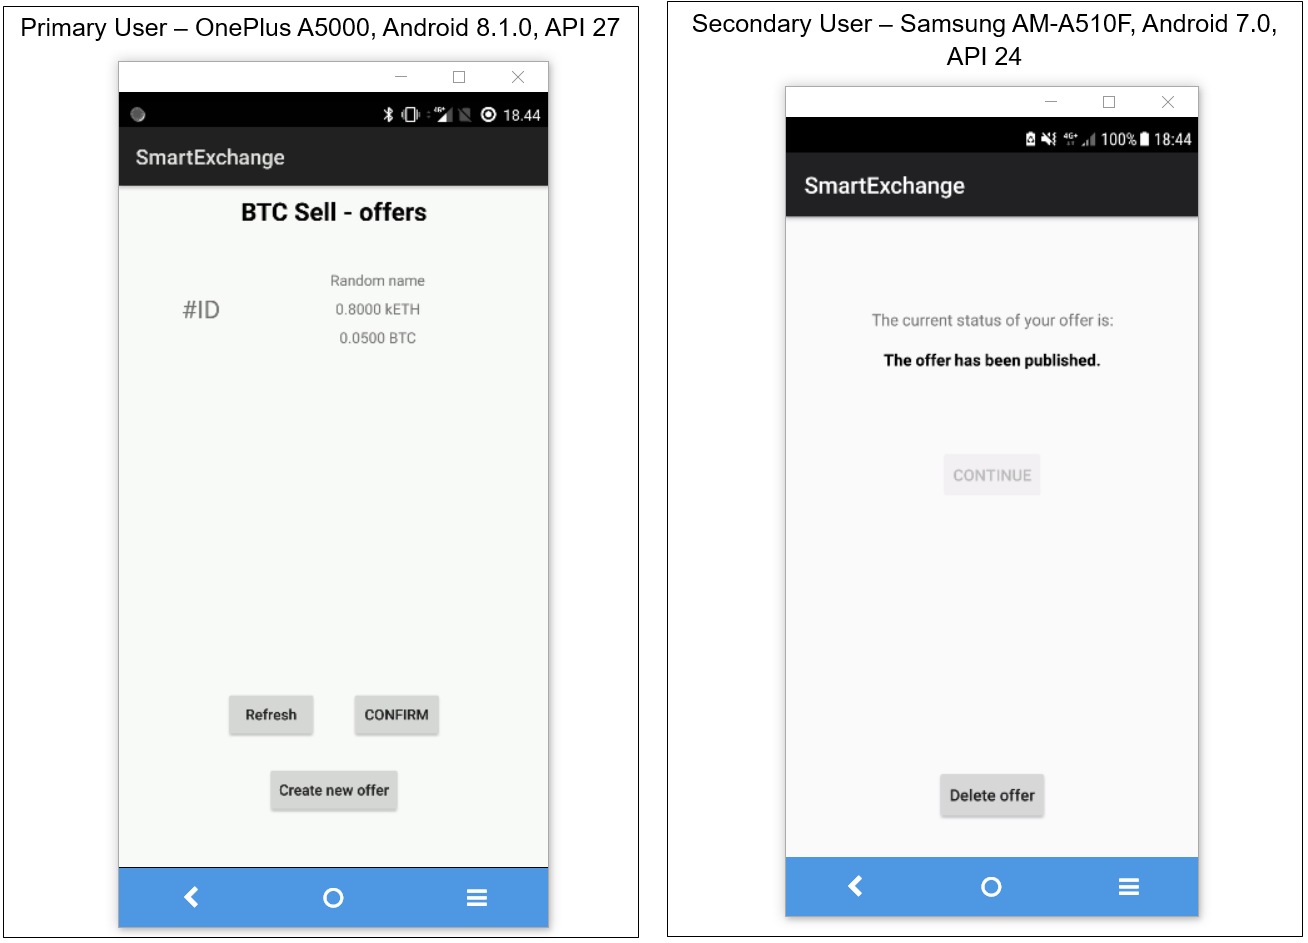 Primary User – OnePlus A5000, Android 8.1.0, API 27
18.44
SmartExchange
BTC Sell - offers
#ID
Random name
0.8000 kETH
0.0500 BTC
Refresh
CONFIRM
Create new offer
Secondary User – Samsung AM-A510F, Android 7.0,
API 24
4G+ 100% 18:44
SmartExchange
The current status of your offer is:
The offer has been published.
CONTINUE
Delete offer